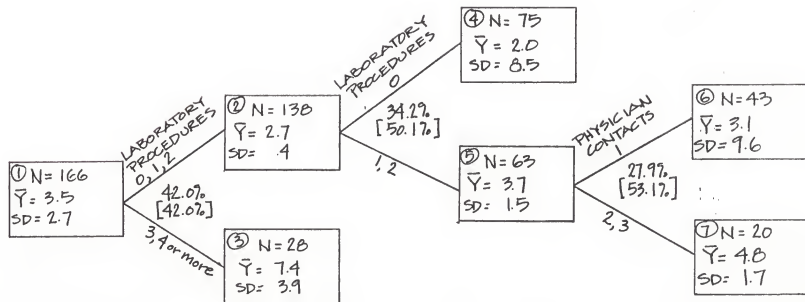 ① N= 166
Ȳ = 3.5
SD= 2.7
LABORATORY
PROCEDURES
0, 1, 2
42.0%
[42.0%]
3, 4 or more
② N= 138
Ȳ = 2.7
SD= .4
③ N= 28
Ȳ = 7.4
SD= 3.9
LABORATORY
PROCEDURES
0
34.2%
[50.1%]
1, 2
④ N= 75
Ȳ = 2.0
SD= 8.5
⑤ N= 63
Ȳ = 3.7
SD= 1.5
PHYSICIAN
CONTACTS
1
27.9%
[53.1%]
2, 3
⑥ N= 43
Ȳ = 3.1
SD= 9.6
⑦ N= 20
Ȳ = 4.8
SD= 1.7